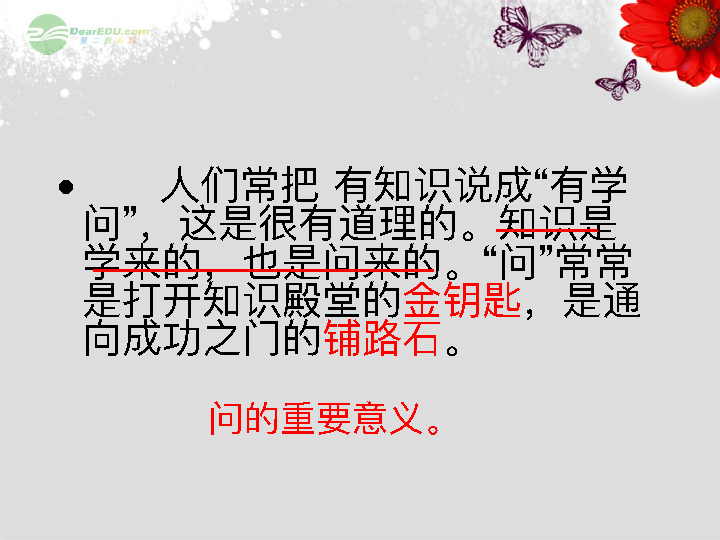 DearEDU.com
第二教育网
• 人们常把 有知识说成“有学
问”，这是很有道理的。知识是
学来的，也是问来的。“问”常常
是打开知识殿堂的金钥匙，是通
向成功之门的铺路石。
问的重要意义。